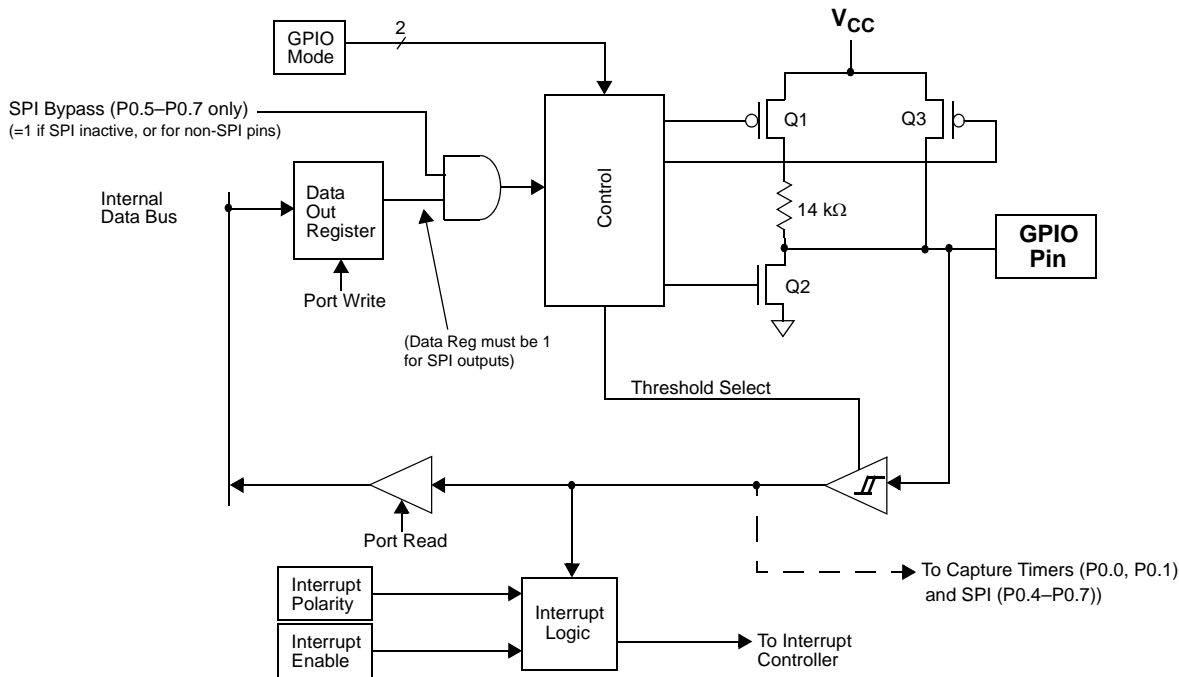 VCC
GPIO
Mode
2
SPI Bypass (P0.5–P0.7 only)
(=1 if SPI inactive, or for non-SPI pins)
Q1
Q3
Internal
Data Bus
Data
Out
Register
Control
14 kΩ
GPIO
Pin
Q2
Port Write
(Data Reg must be 1
for SPI outputs)
Threshold Select
Port Read
To Capture Timers (P0.0, P0.1)
and SPI (P0.4–P0.7))
Interrupt
Polarity
Interrupt
Logic
Interrupt
Enable
To Interrupt
Controller